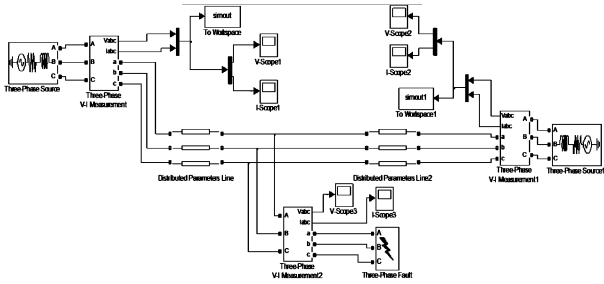 simout
To Workspace
V-Scope1
I-Scope1
A
B
C
Three-Phase Source
A
B
C
Vabc
Iabc
a
b
c
Three-Phase
V-I Measurement
V-Scope2
I-Scope2
simout1
To Workspace1
Vabc
Iabc
a
b
c
A
B
C
Three-Phase
V-I Measurement1
A
B
C
Three-Phase Source1
Distributed Parameters Line
Distributed Parameters Line2
V-Scope3
I-Scope3
A
B
C
Vabc
Iabc
a
b
c
Three-Phase
V-I Measurement2
A
B
C
Three-Phase Fault